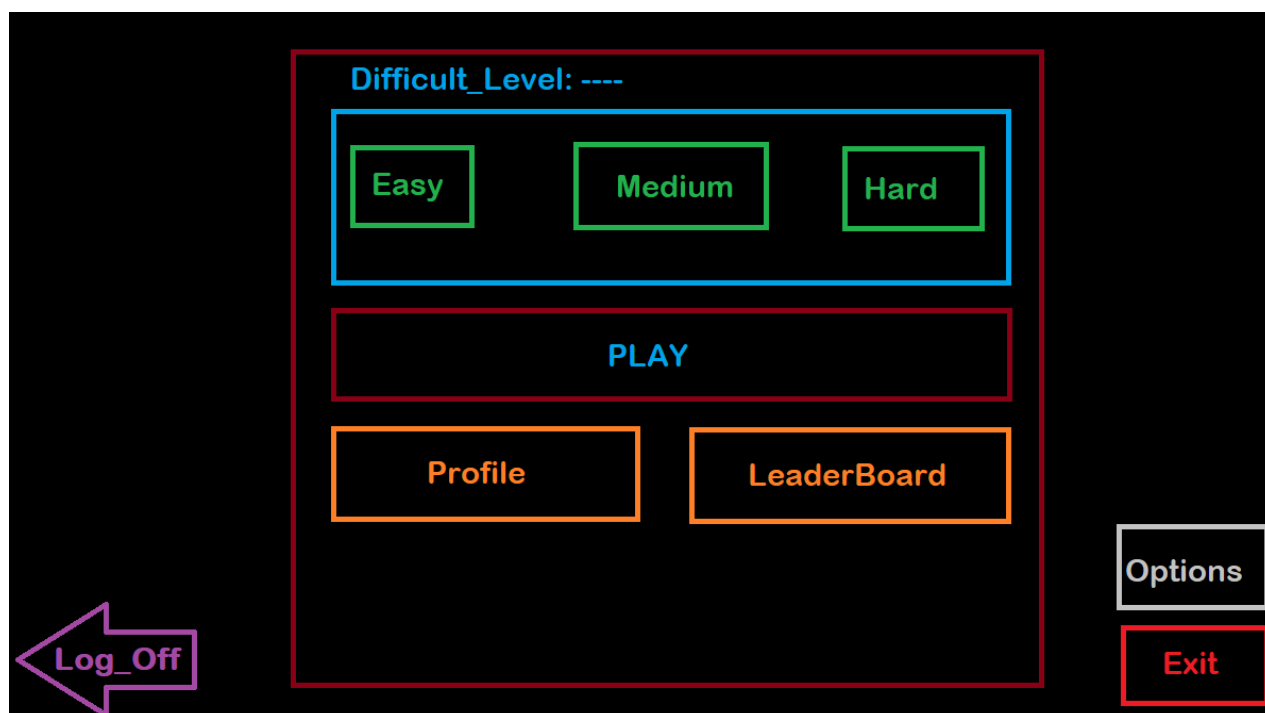 Difficult_Level: ----
Easy
Medium
Hard
PLAY
Profile
LeaderBoard
Options
Log_Off
Exit